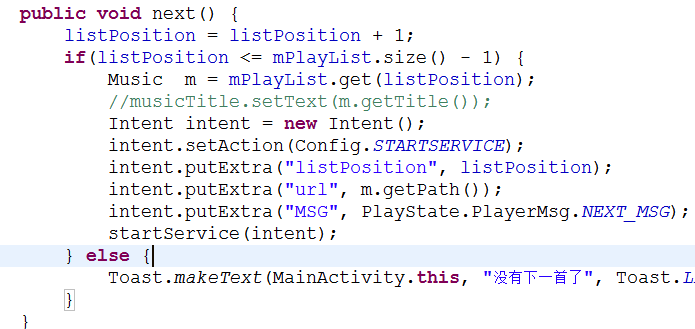 public void next() {
    listPosition = listPosition + 1;
    if(listPosition <= mPlayList.size() - 1) {
        Music  m = mPlayList.get(listPosition);
        //musicTitle.setText(m.getTitle());
        Intent intent = new Intent();
        intent.setAction(Config.STARTSERVICE);
        intent.putExtra("listPosition", listPosition);
        intent.putExtra("url", m.getPath());
        intent.putExtra("MSG", PlayState.PlayerMsg.NEXT_MSG);
        startService(intent);
    } else {
        Toast.makeText(MainActivity.this, "没有下一首了", Toast.L
    }
}